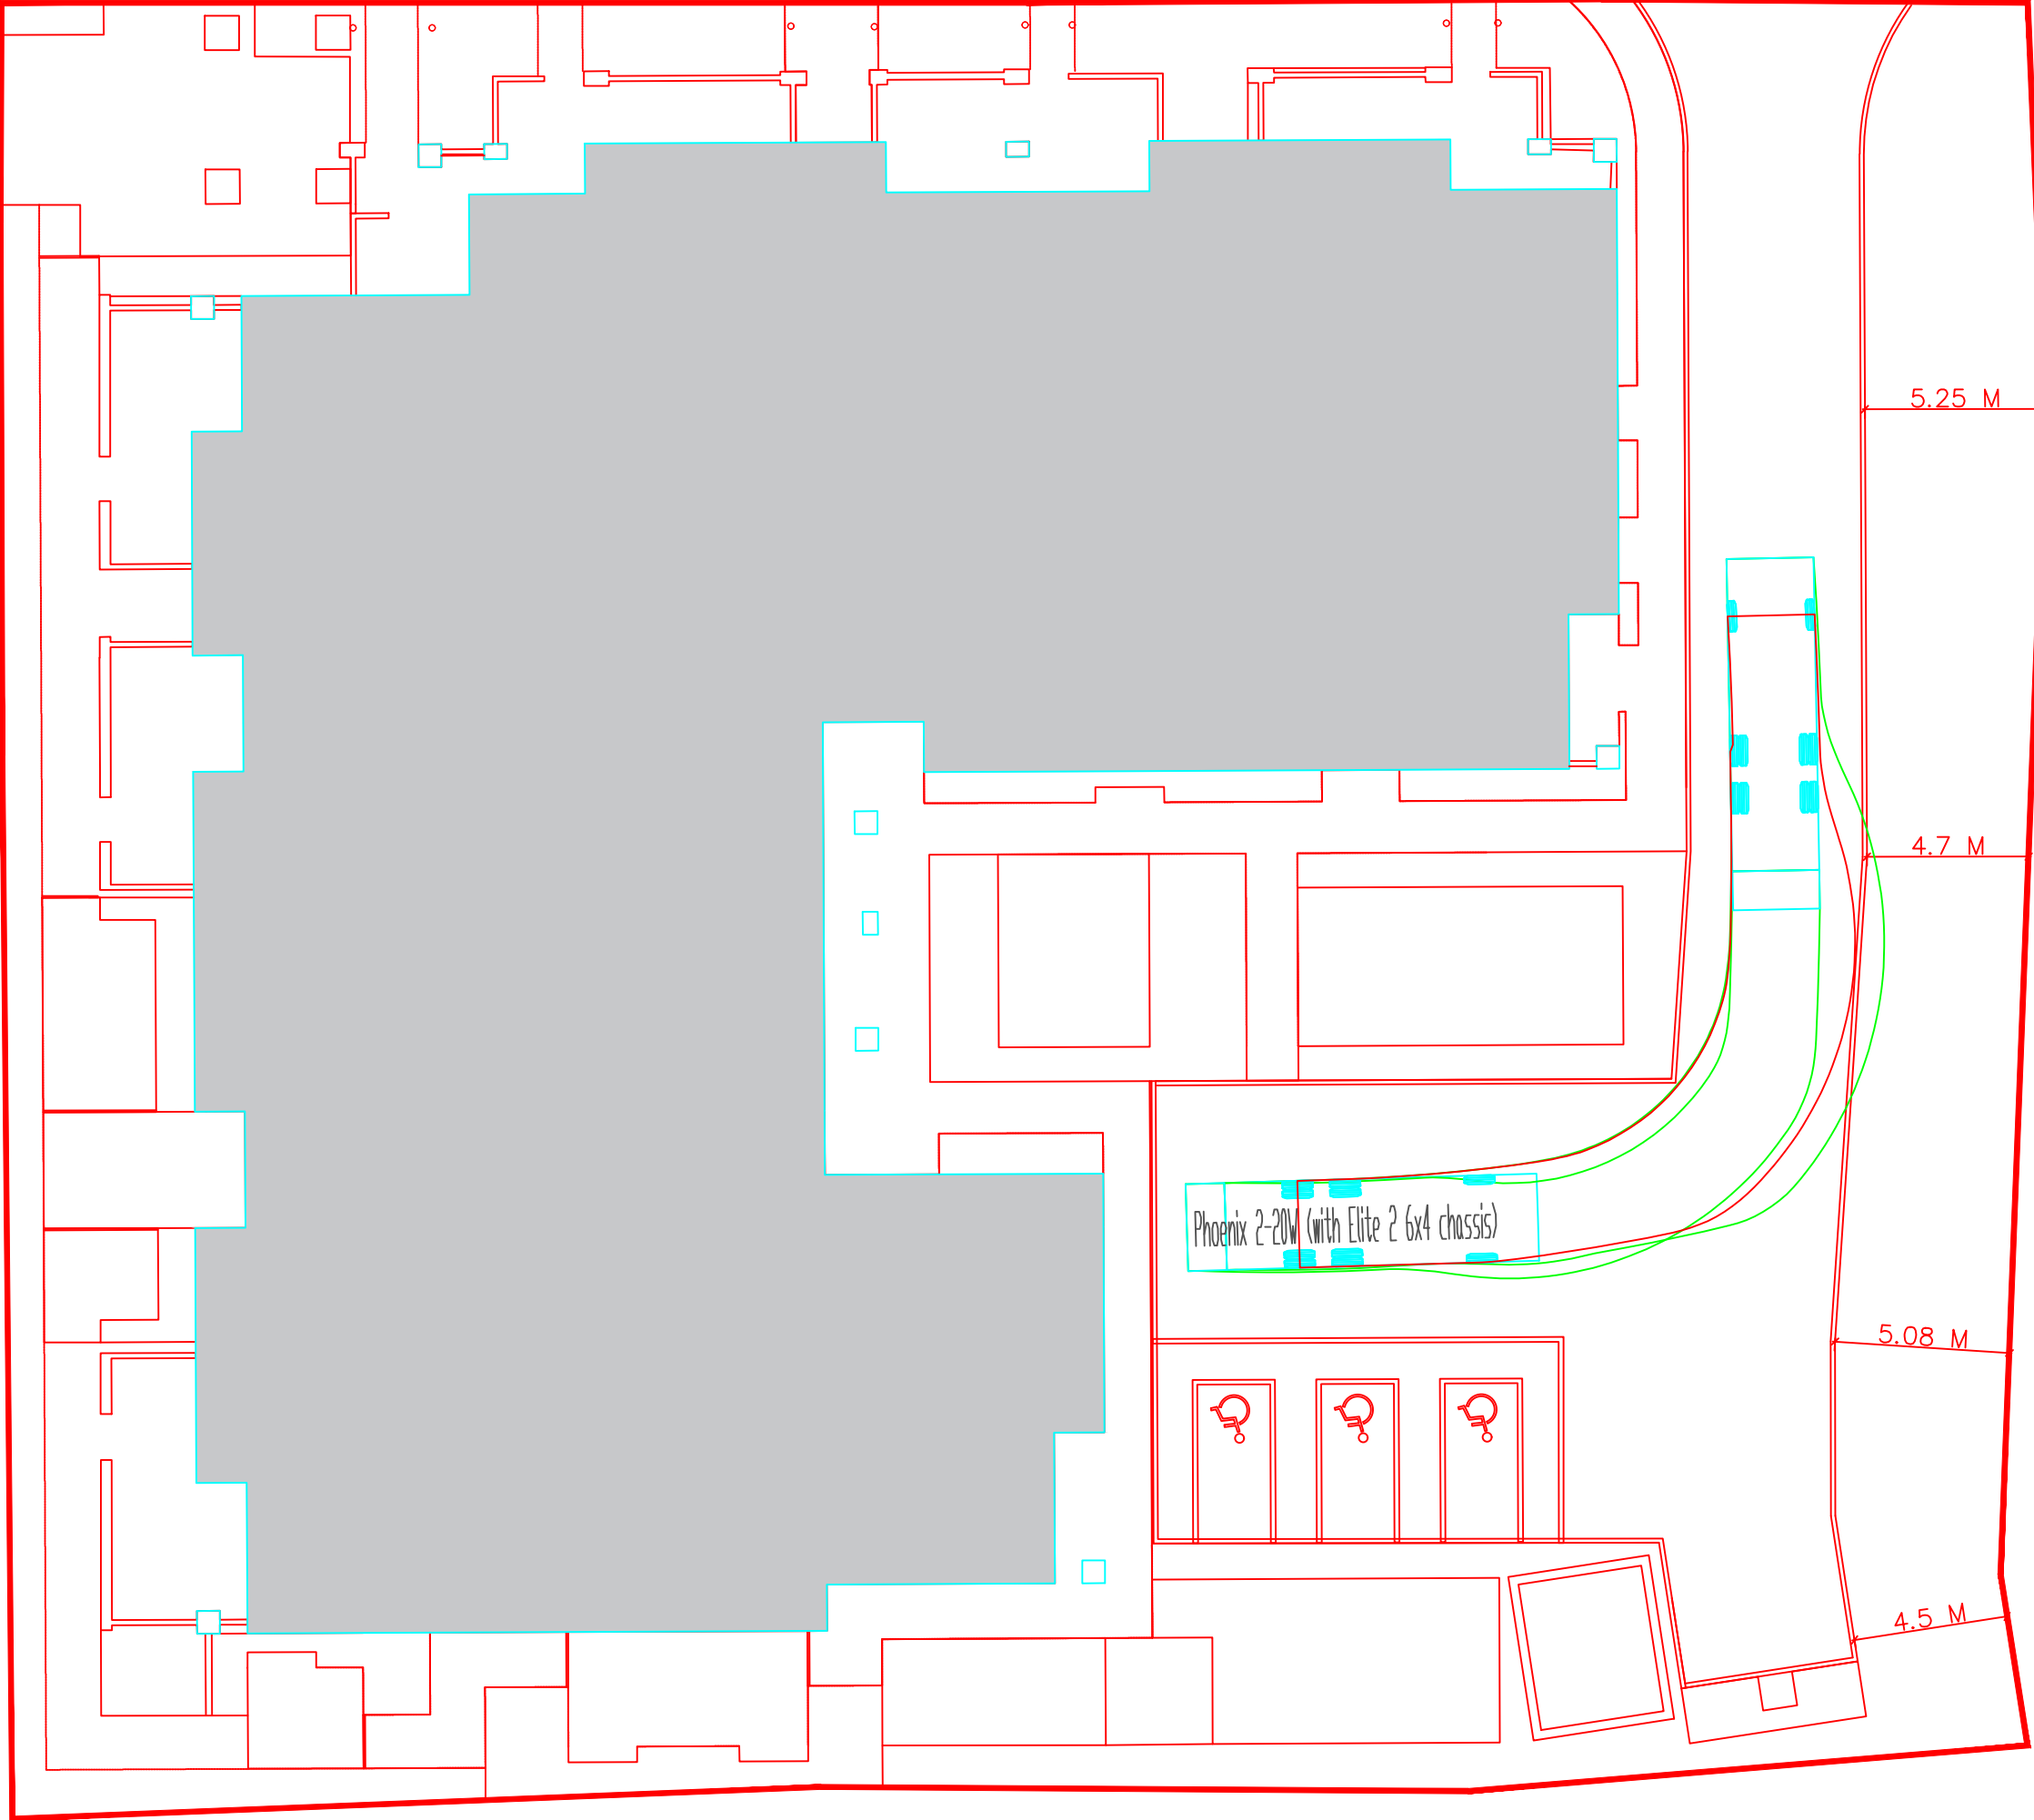 5.25 M
4.7 M
Phoenix 2-20W (with Elite 2 6x4 chassis)
5.08 M
4.5 M